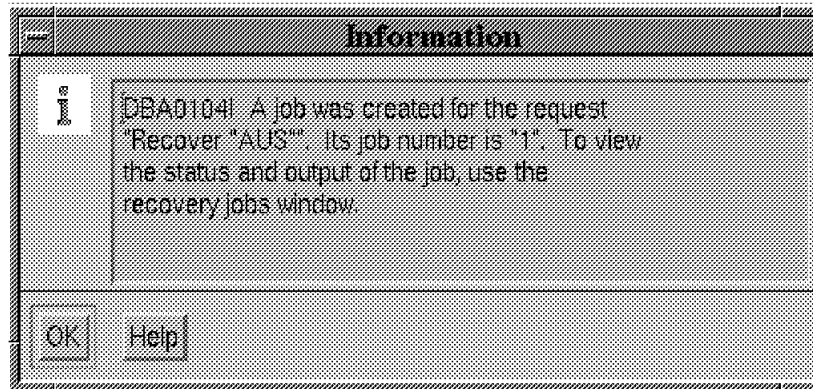 Information
i
DBA0104I A job was created for the request
"Recover "AUS"". Its job number is "1". To view
the status and output of the job, use the
recovery jobs window.
OK Help